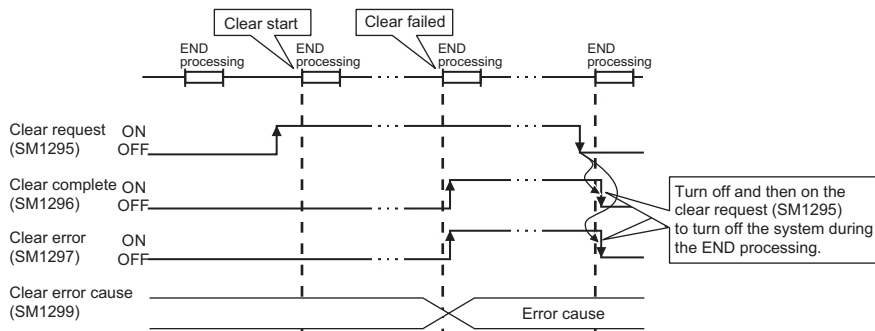 Clear start
Clear failed
END
processing
END
processing
END
processing
END
processing
Clear request
(SM1295)
ON
OFF
Clear complete
(SM1296)
ON
OFF
Clear error
(SM1297)
ON
OFF
Turn off and then on the
clear request (SM1295)
to turn off the system during
the END processing.
Clear error cause
(SM1299)
Error cause